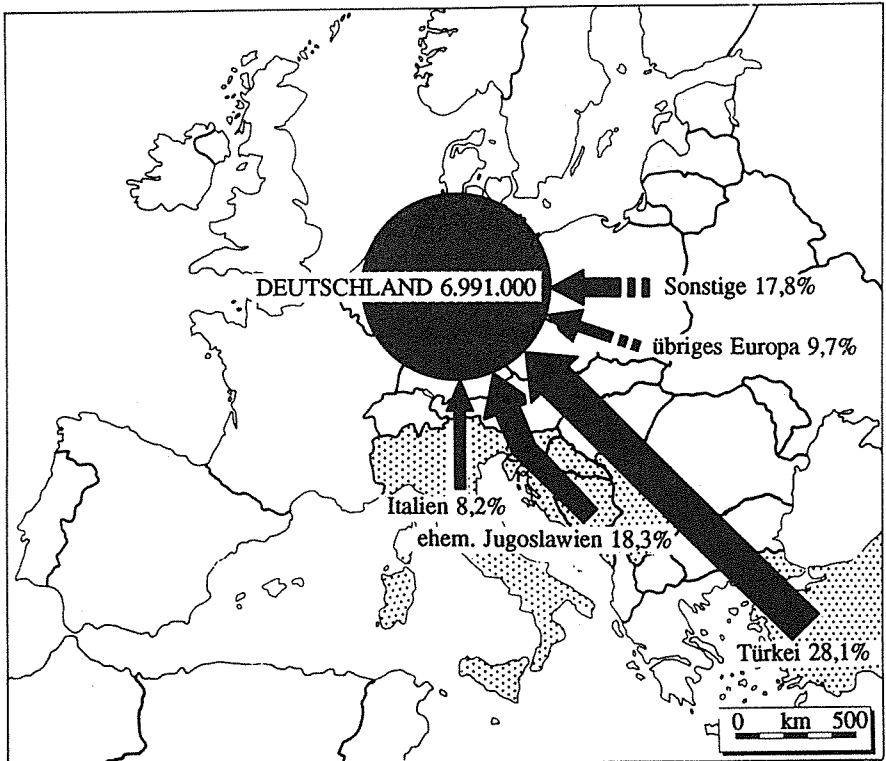 DEUTSCHLAND 6.991.000
Sonstige 17,8%
übriges Europa 9,7%
Italien 8,2%
ehem. Jugoslawien 18,3%
Türkei 28,1%
0 km 500